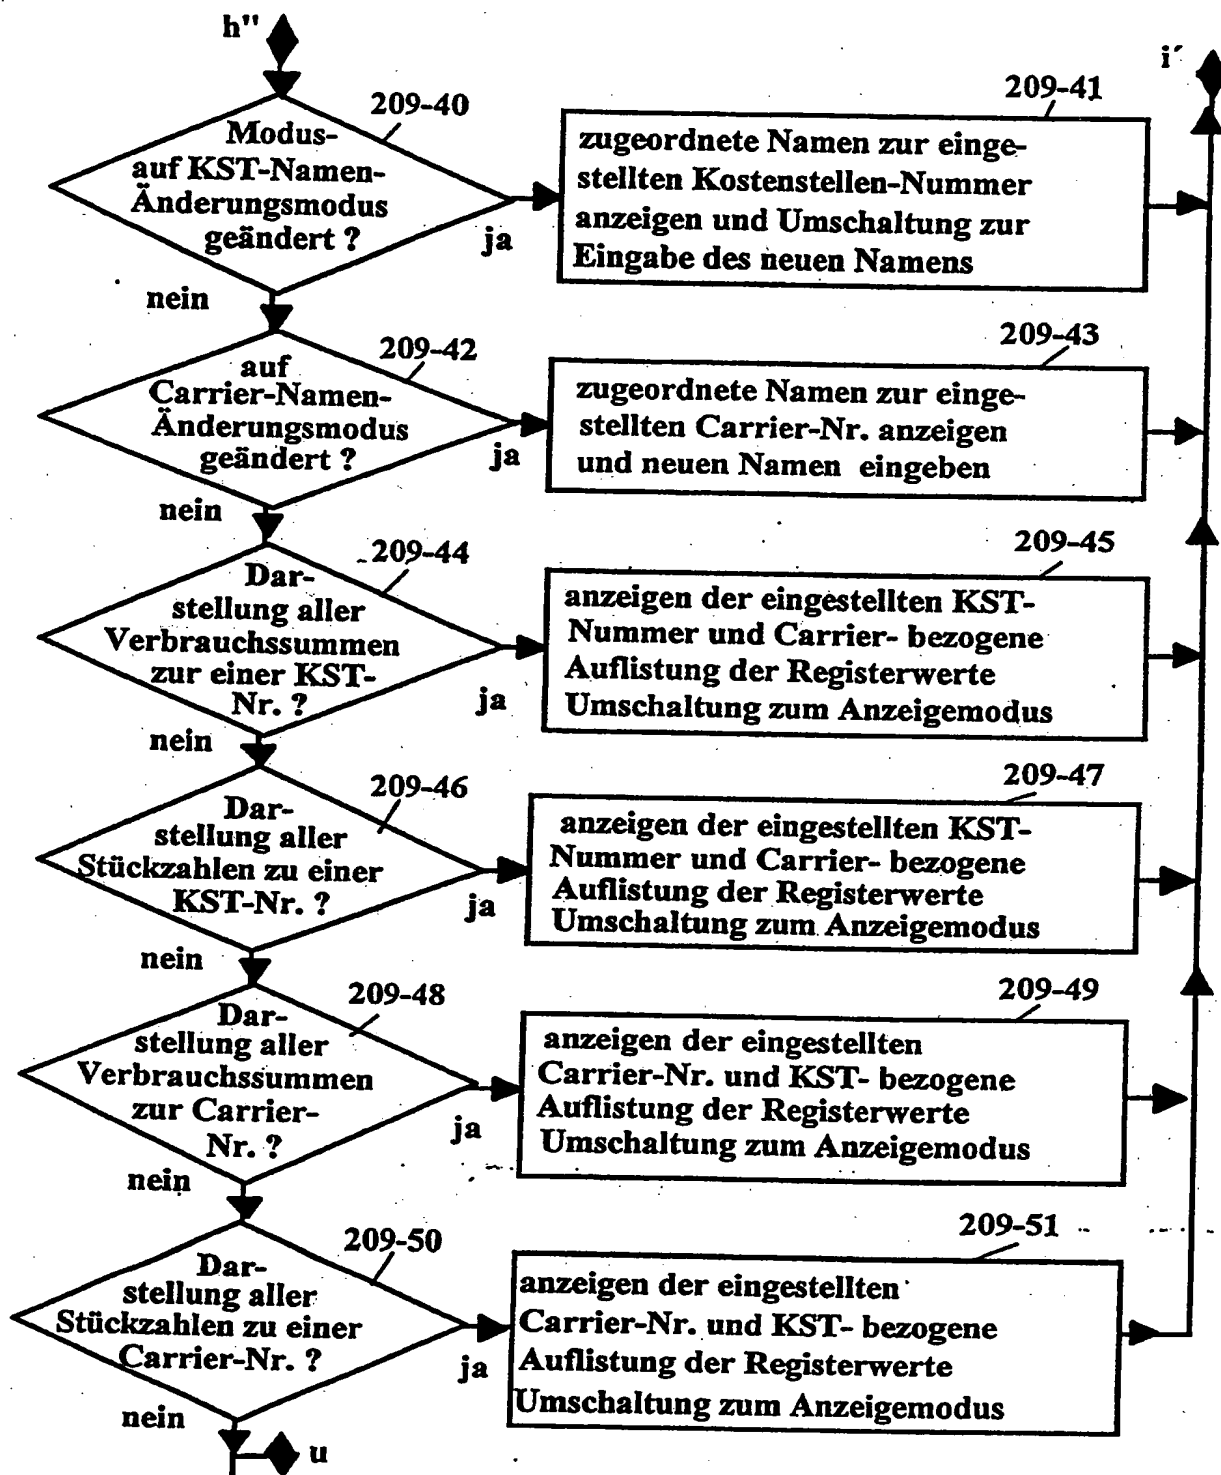 h"
i´
209-40
Modus-
auf KST-Namen-
Änderungsmodus
geändert ?
ja
nein
209-41
zugeordnete Namen zur einge-
stellten Kostenstellen-Nummer
anzeigen und Umschaltung zur
Eingabe des neuen Namens
209-42
auf
Carrier-Namen-
Änderungsmodus
geändert ?
ja
nein
209-43
zugeordnete Namen zur einge-
stellten Carrier-Nr. anzeigen
und neuen Namen eingeben
209-44
Dar-
stellung aller
Verbrauchssummen
zur einer KST-
Nr. ?
ja
nein
209-45
anzeigen der eingestellten KST-
Nummer und Carrier- bezogene
Auflistung der Registerwerte
Umschaltung zum Anzeigemodus
209-46
Dar-
stellung aller
Stückzahlen zu einer
KST-Nr. ?
ja
nein
209-47
anzeigen der eingestellten KST-
Nummer und Carrier- bezogene
Auflistung der Registerwerte
Umschaltung zum Anzeigemodus
209-48
Dar-
stellung aller
Verbrauchssummen
zur Carrier-
Nr. ?
ja
nein
209-49
anzeigen der eingestellten
Carrier-Nr. und KST- bezogene
Auflistung der Registerwerte
Umschaltung zum Anzeigemodus
209-50
Dar-
stellung aller
Stückzahlen zu einer
Carrier-Nr. ?
ja
nein
209-51
anzeigen der eingestellten
Carrier-Nr. und KST- bezogene
Auflistung der Registerwerte
Umschaltung zum Anzeigemodus
u